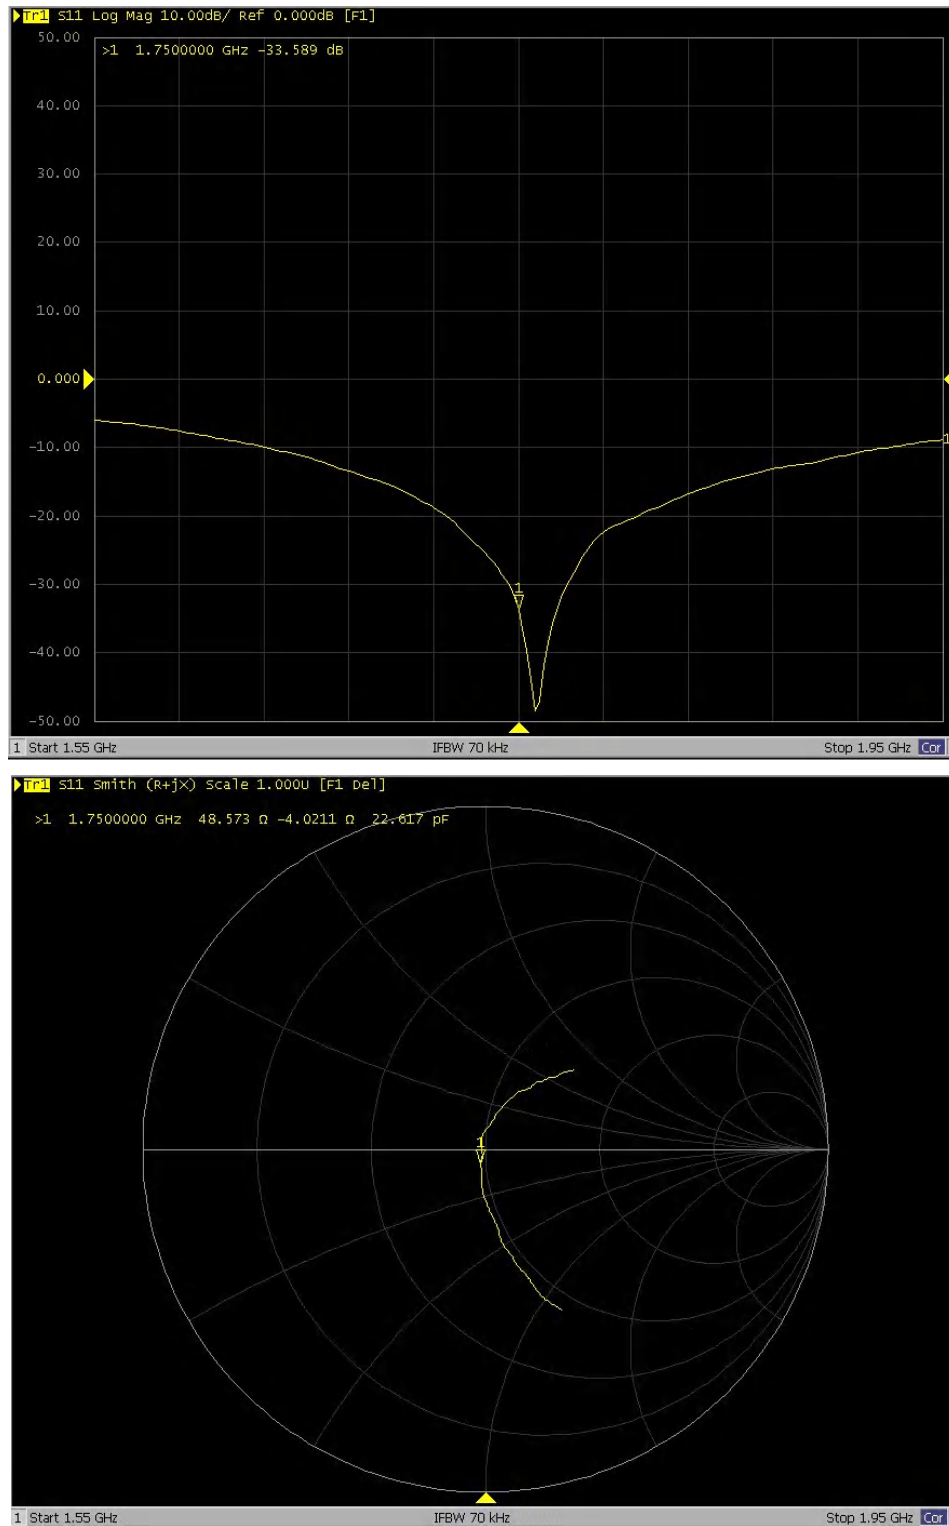 Tr1 S11 Log Mag 10.00dB/ Ref 0.000dB [F1]
50.00
>1 1.7500000 GHz -33.589 dB
40.00
30.00
20.00
10.00
0.000
-10.00
1
-20.00
-30.00
1
-40.00
-50.00
1 Start 1.55 GHz IFBW 70 kHz Stop 1.95 GHz Cor
Tr1 S11 Smith (R+jX) Scale 1.000U [F1 Del]
>1 1.7500000 GHz 48.573 Ω -4.0211 Ω 22.617 pF
1
1 Start 1.55 GHz IFBW 70 kHz Stop 1.95 GHz Cor